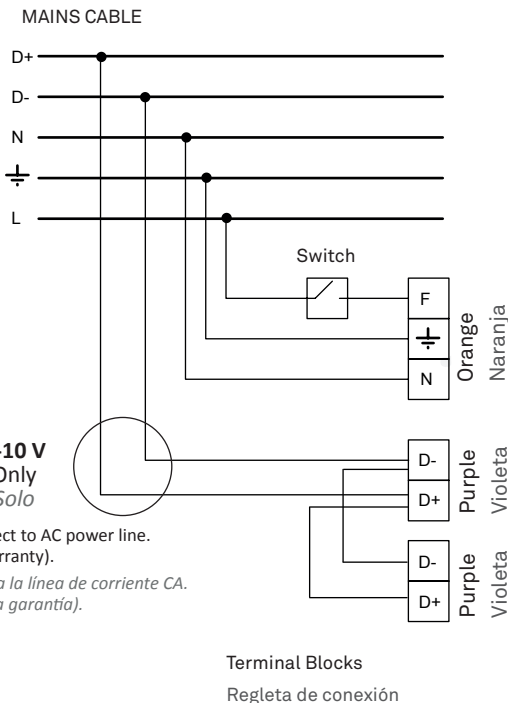 MAINS CABLE
D+
D-
N
L
Switch
F
N
Orange
Naranja
-10 V
Only
Solo
ect to AC power line.
rranty).
a la línea de corriente CA.
a garantía).
D-
D+
Purple
Violeta
D-
D+
Purple
Violeta
Terminal Blocks
Regleta de conexión